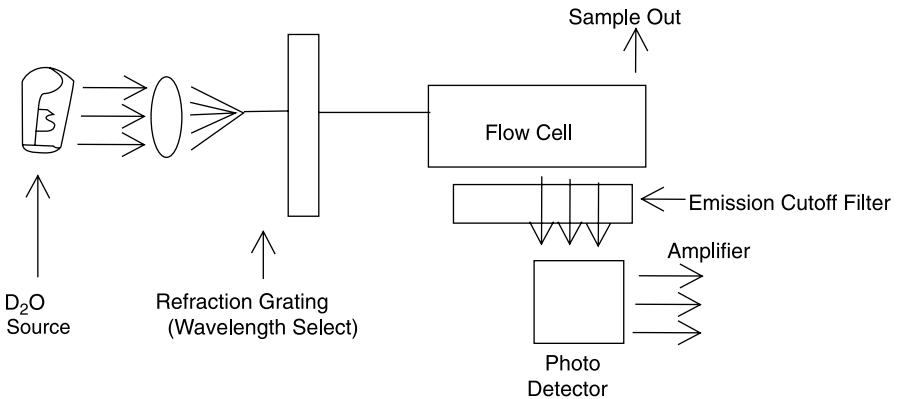 Sample Out
Flow Cell
Emission Cutoff Filter
Amplifier
D₂O
Source
Refraction Grating
(Wavelength Select)
Photo
Detector